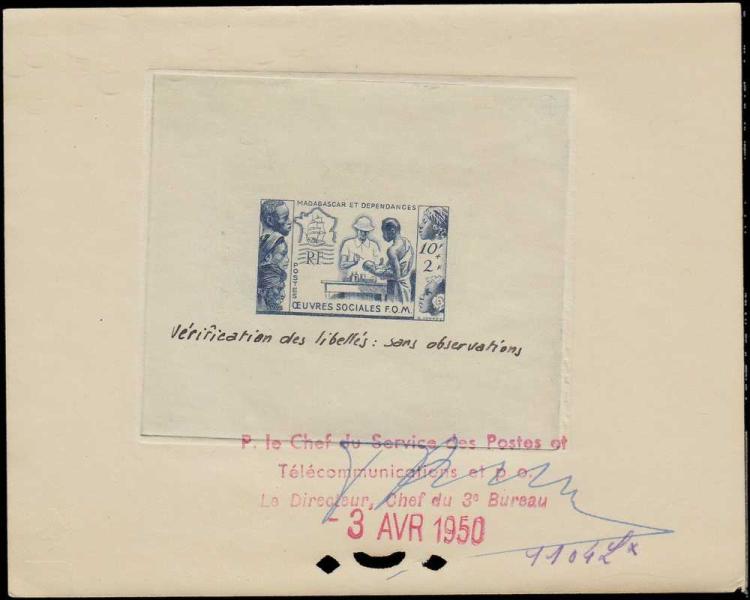 MADAGASCAR ET DEPENDANCES
RF
10F
+
2F
POSTES
ŒUVRES SOCIALES F.O.M.
Vérification des libellés : sans observations
P. le Chef du Service des Postes et
Télécommunications et p.o.
Le Directeur, Chef du 3e Bureau
- 3 AVR 1950